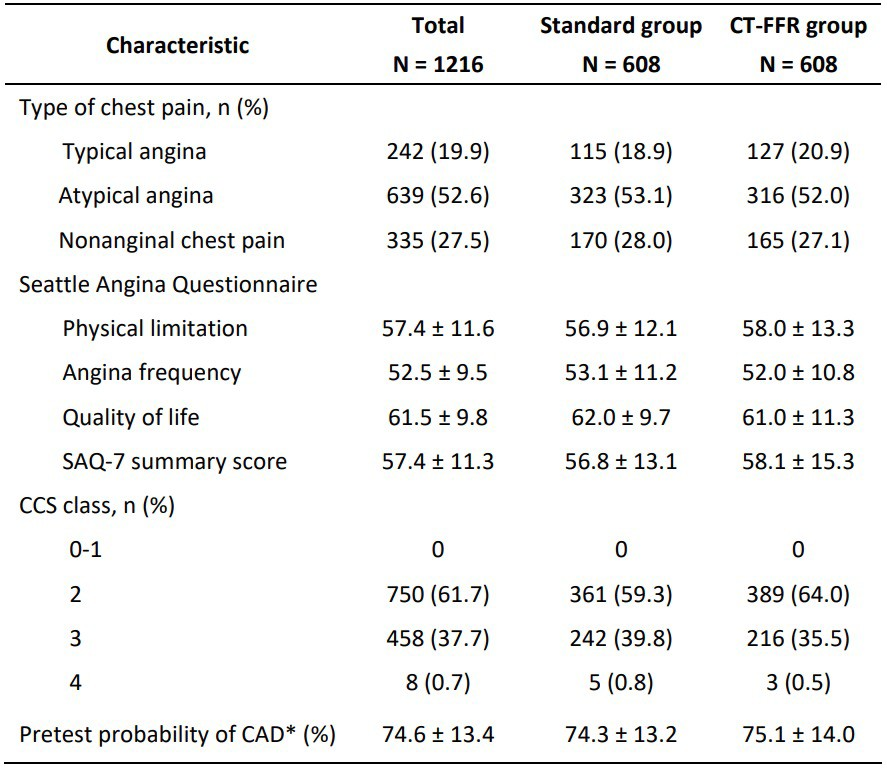 Characteristic Total Standard group CT-FFR group
N = 1216 N = 608 N = 608
Type of chest pain, n (%)
Typical angina 242 (19.9) 115 (18.9) 127 (20.9)
Atypical angina 639 (52.6) 323 (53.1) 316 (52.0)
Nonanginal chest pain 335 (27.5) 170 (28.0) 165 (27.1)
Seattle Angina Questionnaire
Physical limitation 57.4 ± 11.6 56.9 ± 12.1 58.0 ± 13.3
Angina frequency 52.5 ± 9.5 53.1 ± 11.2 52.0 ± 10.8
Quality of life 61.5 ± 9.8 62.0 ± 9.7 61.0 ± 11.3
SAQ-7 summary score 57.4 ± 11.3 56.8 ± 13.1 58.1 ± 15.3
CCS class, n (%)
0-1 0 0 0
2 750 (61.7) 361 (59.3) 389 (64.0)
3 458 (37.7) 242 (39.8) 216 (35.5)
4 8 (0.7) 5 (0.8) 3 (0.5)
Pretest probability of CAD* (%) 74.6 ± 13.4 74.3 ± 13.2 75.1 ± 14.0